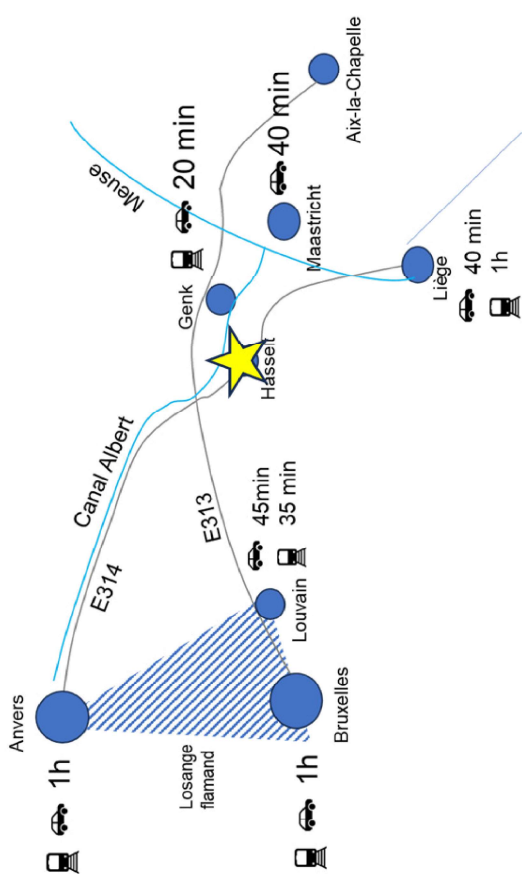 Anvers
1h
Canal Albert
E314
Meuse
20 min
Genk
Hasselt
40 min
Maastricht
Aix-la-Chapelle
E313
45min
35 min
Louvain
Losange
flamand
Bruxelles
1h
Liège
40 min
1h